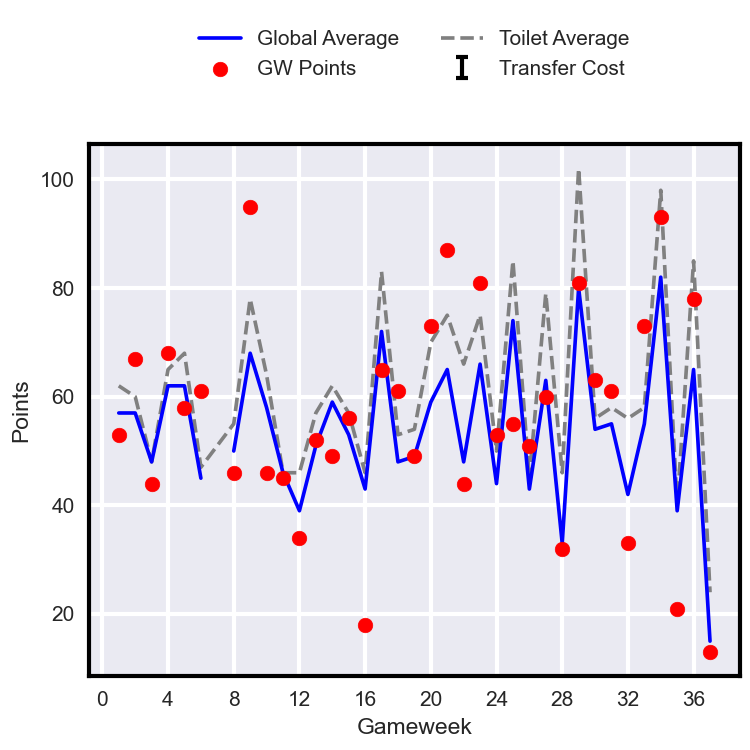 Global Average Toilet Average
GW Points Transfer Cost
100
80
60
40
20
Points
0 4 8 12 16 20 24 28 32 36
Gameweek